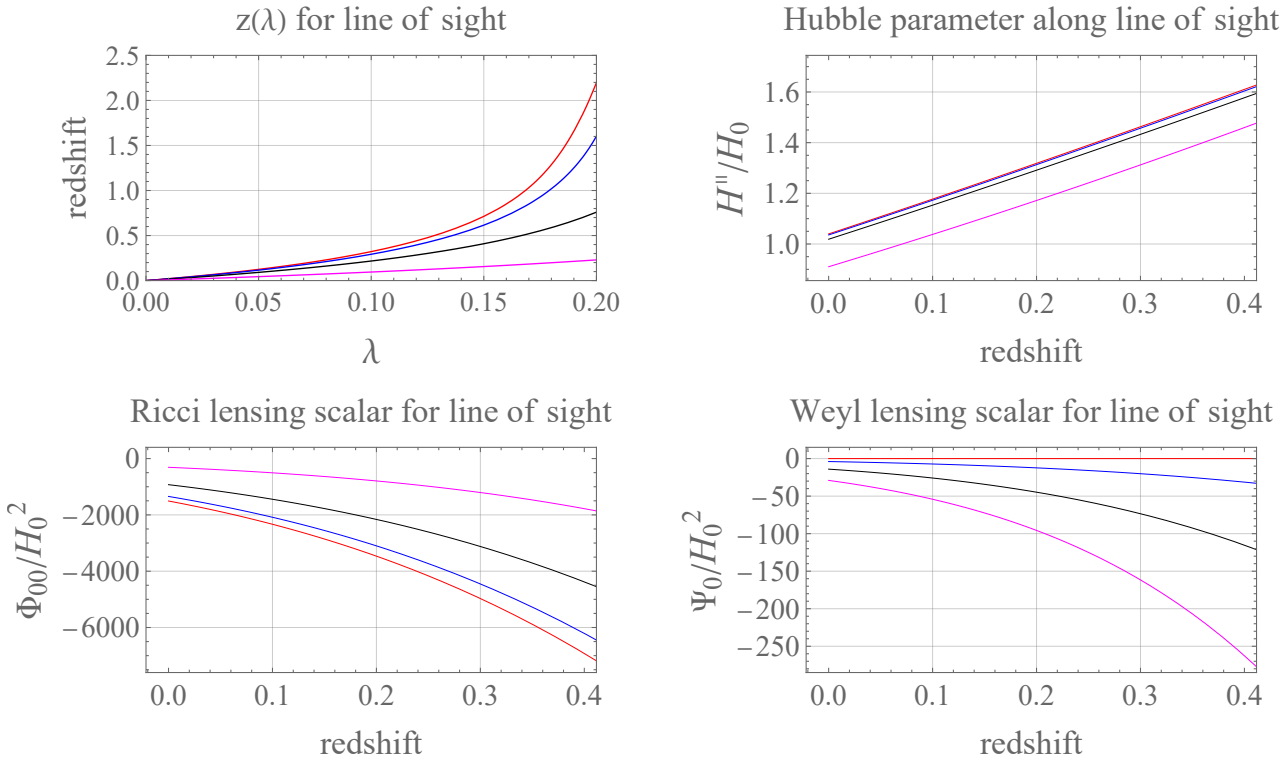 z(λ) for line of sight
2.5
2.0
1.5
1.0
0.5
0.0
redshift
0.00 0.05 0.10 0.15 0.20
λ
Hubble parameter along line of sight
1.6
1.4
1.2
1.0
H^{||}/H_0
0.0 0.1 0.2 0.3 0.4
redshift
Ricci lensing scalar for line of sight
0
−2000
−4000
−6000
Φ_{00}/H_0^2
0.0 0.1 0.2 0.3 0.4
redshift
Weyl lensing scalar for line of sight
0
−50
−100
−150
−200
−250
Ψ_0/H_0^2
0.0 0.1 0.2 0.3 0.4
redshift